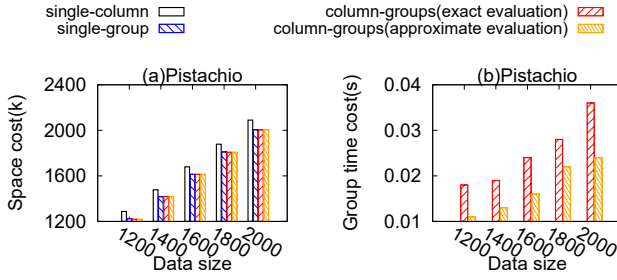 single-column
single-group
column-groups(exact evaluation)
column-groups(approximate evaluation)
(a)Pistachio
Space cost(k)
2400
2000
1600
1200
1200 1400 1600 1800 2000
Data size
(b)Pistachio
Group time cost(s)
0.04
0.03
0.02
0.01
1200 1400 1600 1800 2000
Data size